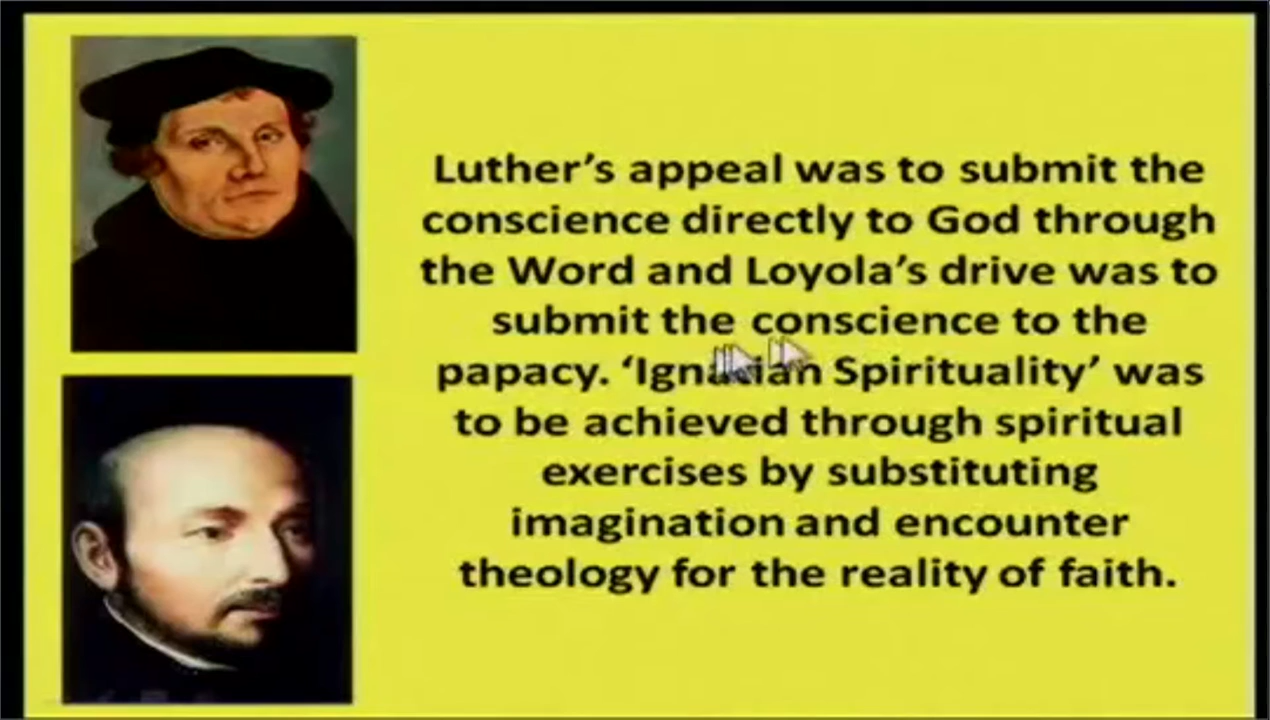 Luther's appeal was to submit the
conscience directly to God through
the Word and Loyola's drive was to
submit the conscience to the
papacy. ‘Ignatian Spirituality’ was
to be achieved through spiritual
exercises by substituting
imagination and encounter
theology for the reality of faith.